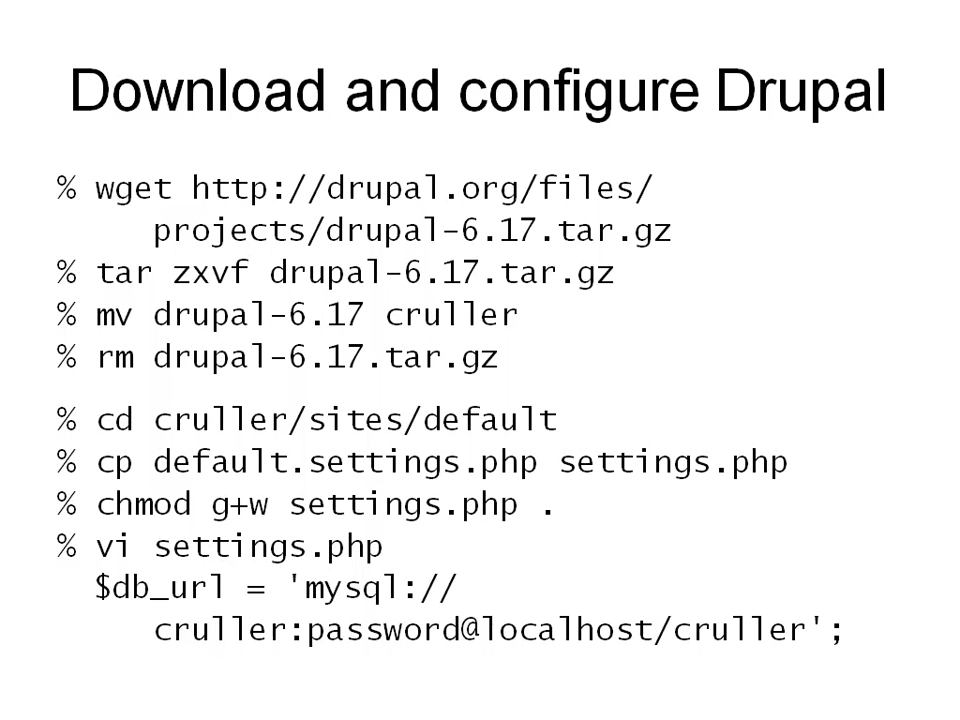 Download and configure Drupal
% wget http://drupal.org/files/
projects/drupal-6.17.tar.gz
% tar zxvf drupal-6.17.tar.gz
% mv drupal-6.17 cruller
% rm drupal-6.17.tar.gz
% cd cruller/sites/default
% cp default.settings.php settings.php
% chmod g+w settings.php .
% vi settings.php
$db_url = 'mysql://
cruller:password@localhost/cruller';